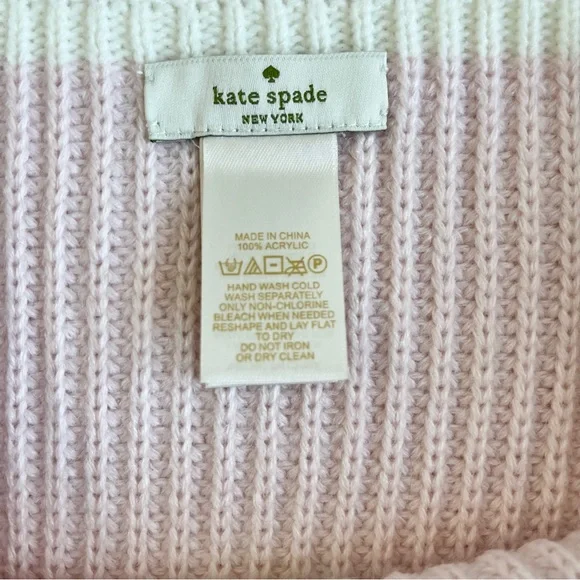 kate spade
NEW YORK
MADE IN CHINA
100% ACRYLIC
P
HAND WASH COLD
WASH SEPARATELY
ONLY NON-CHLORINE
BLEACH WHEN NEEDED
RESHAPE AND LAY FLAT
TO DRY
DO NOT IRON
OR DRY CLEAN